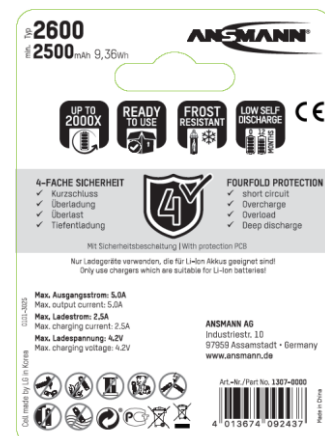 Typ 2600
min. 2500mAh 9,36Wh
ANSMANN®
UP TO
2000X
READY
TO USE
FROST
RESISTANT
LOW SELF
DISCHARGE
0 12
MONTHS
CE
4-FACHE SICHERHEIT
✓ Kurzschluss
✓ Überladung
✓ Überlast
✓ Tiefentladung
4
FOURFOLD PROTECTION
✓ short circuit
✓ Overcharge
✓ Overload
✓ Deep discharge
Mit Sicherheitsbeschaltung | With protection PCB
Nur Ladegeräte verwenden, die für Li-Ion Akkus geeignet sind!
Only use chargers which are suitable for Li-Ion batteries!
Max. Ausgangsstrom: 5,0A
Max. output current: 5,0A
Max. Ladestrom: 2,5A
Max. charging current: 2.5A
Max. Ladespannung: 4,2V
Max. charging voltage: 4.2V
Cell made by LG in Korea
ANSMANN AG
Industriestr. 10
97959 Assamstadt • Germany
www.ansmann.de
Art.-Nr./Part No. 1307-0000
4 013674 092437
Made in China